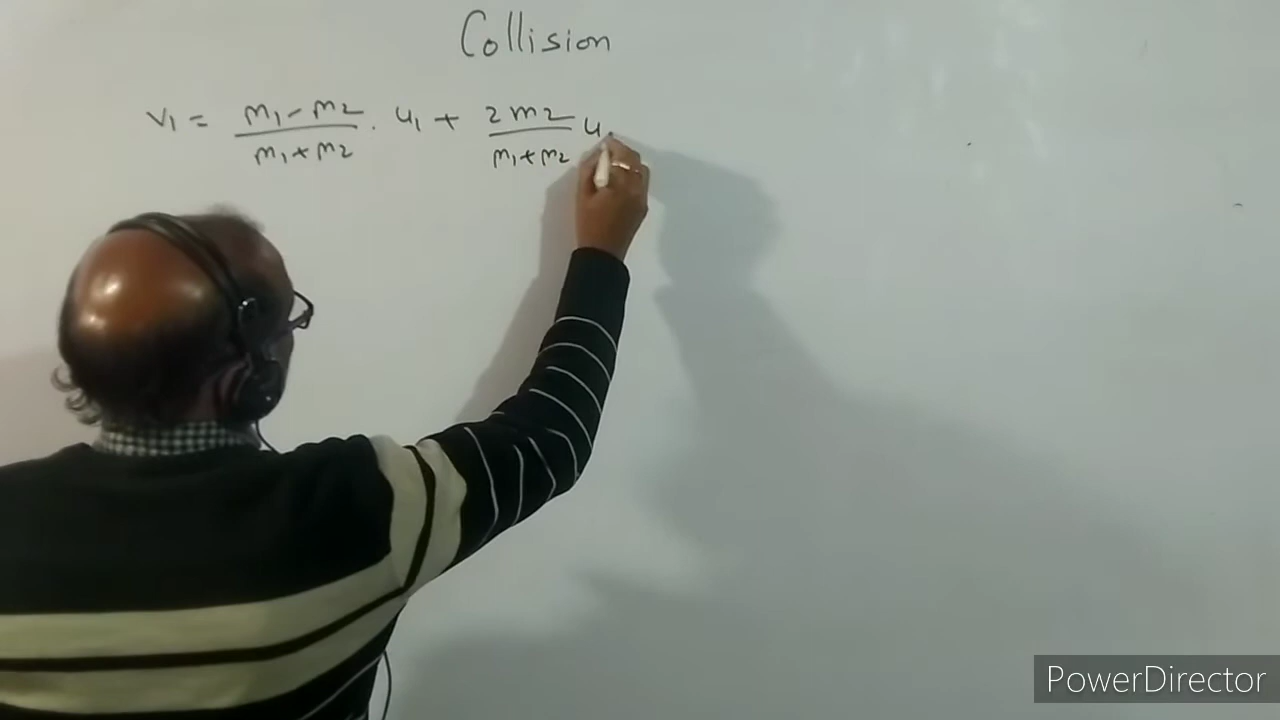 Collision
v₁ = m₁-m₂/m₁+m₂ . u₁ + 2m₂/m₁+m₂ u
PowerDirector